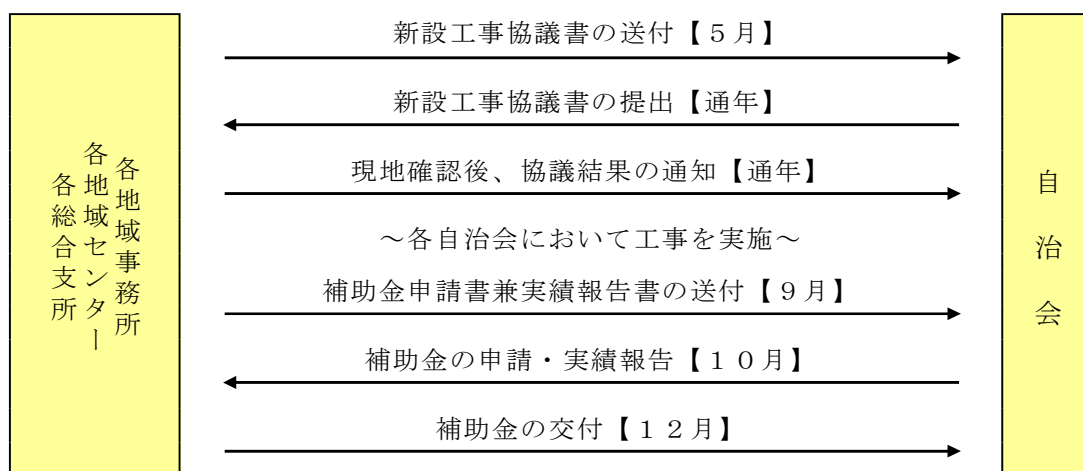 各地域事務所
各地域センター
各総合支所
新設工事協議書の送付【５月】
新設工事協議書の提出【通年】
現地確認後、協議結果の通知【通年】
～各自治会において工事を実施～
補助金申請書兼実績報告書の送付【９月】
補助金の申請・実績報告【１０月】
補助金の交付【１２月】
自治会